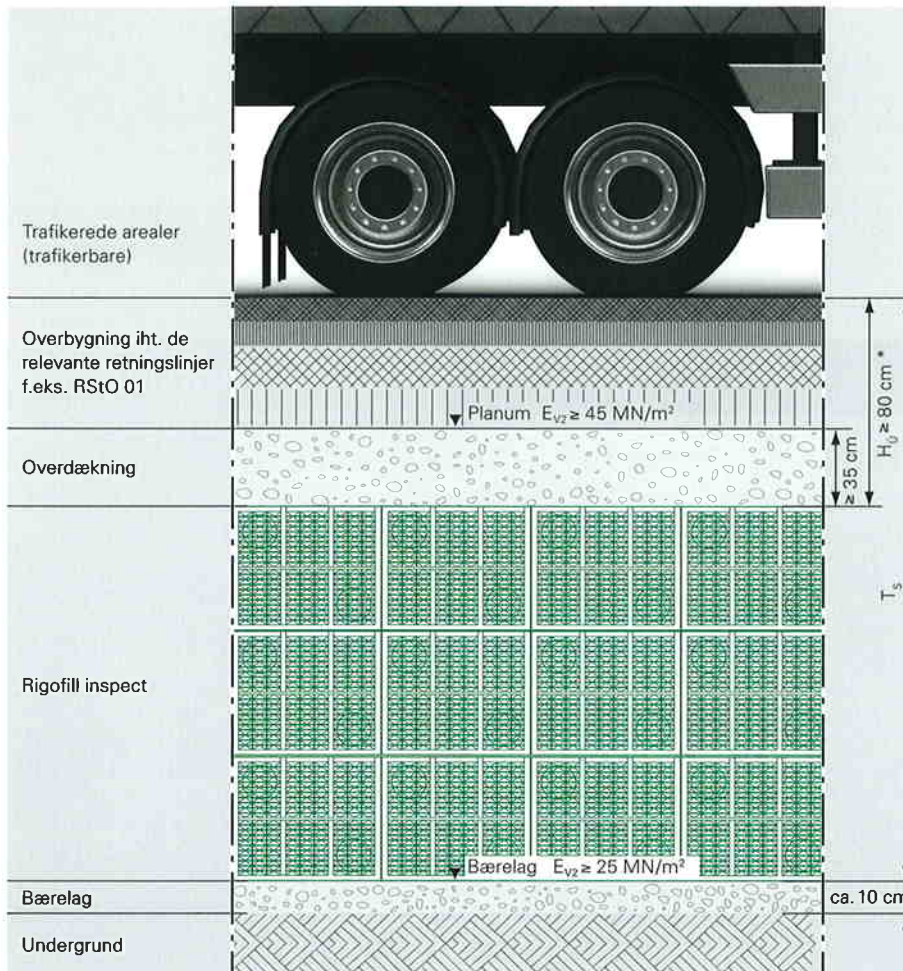 Trafikerede arealer
(trafikerbare)
Overbygning iht. de
relevante retningslinjer
f.eks. RStO 01
Planum E_V2 ≥ 45 MN/m²
H_Ü ≥ 80 cm *
Overdækning
≥ 35 cm
T_s
Rigofill inspect
Bærelag E_V2 ≥ 25 MN/m²
Bærelag
ca. 10 cm
Undergrund